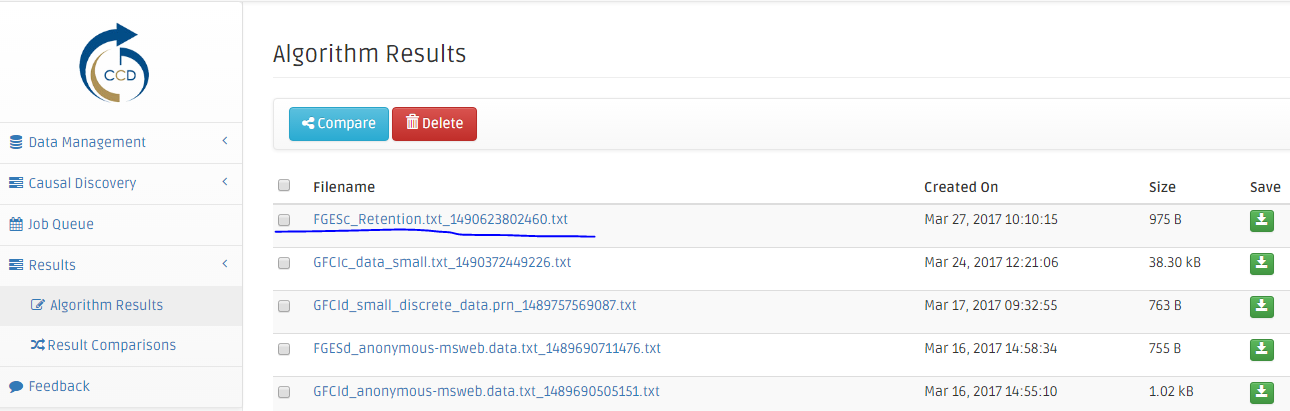 CCD
Algorithm Results
Compare Delete
Data Management
Causal Discovery
Job Queue
Results
Algorithm Results
Result Comparisons
Feedback
Filename Created On Size Save
FGESc_Retention.txt_1490623802460.txt Mar 27, 2017 10:10:15 975 B
GFCIc_data_small.txt_1490372449226.txt Mar 24, 2017 12:21:06 38.30 kB
GFCId_small_discrete_data.prn_1489757569087.txt Mar 17, 2017 09:32:55 763 B
FGESd_anonymous-msweb.data.txt_1489690711476.txt Mar 16, 2017 14:58:34 755 B
GFCId_anonymous-msweb.data.txt_1489690505151.txt Mar 16, 2017 14:55:10 1.02 kB